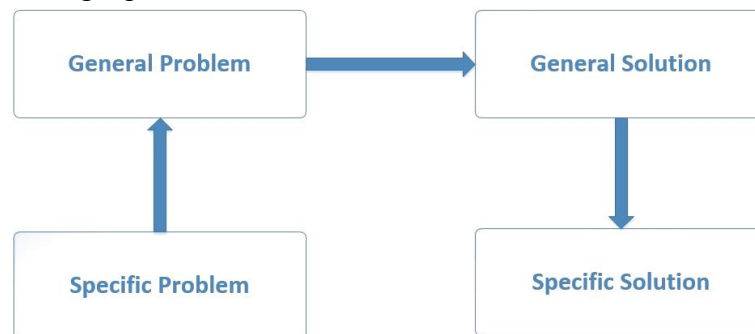 General Problem
General Solution
Specific Problem
Specific Solution